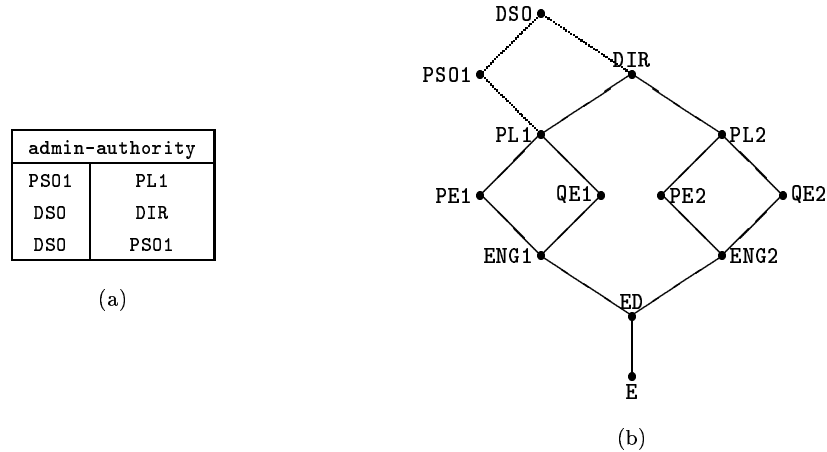 admin-authority
PSO1 PL1
DSO DIR
DSO PSO1
(a)
DSO
DIR
PSO1
PL1
PL2
PE1
QE1
PE2
QE2
ENG1
ENG2
ED
E
(b)